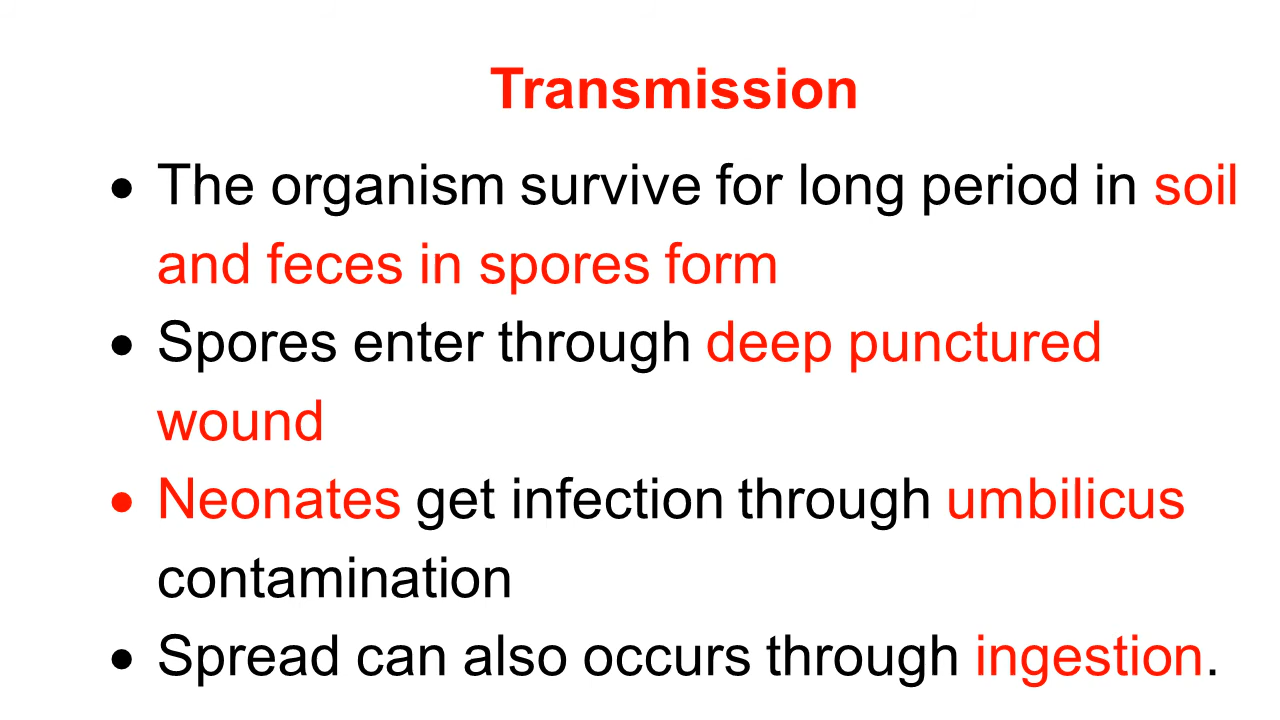 Transmission
• The organism survive for long period in soil
and feces in spores form
• Spores enter through deep punctured
wound
• Neonates get infection through umbilicus
contamination
• Spread can also occurs through ingestion.